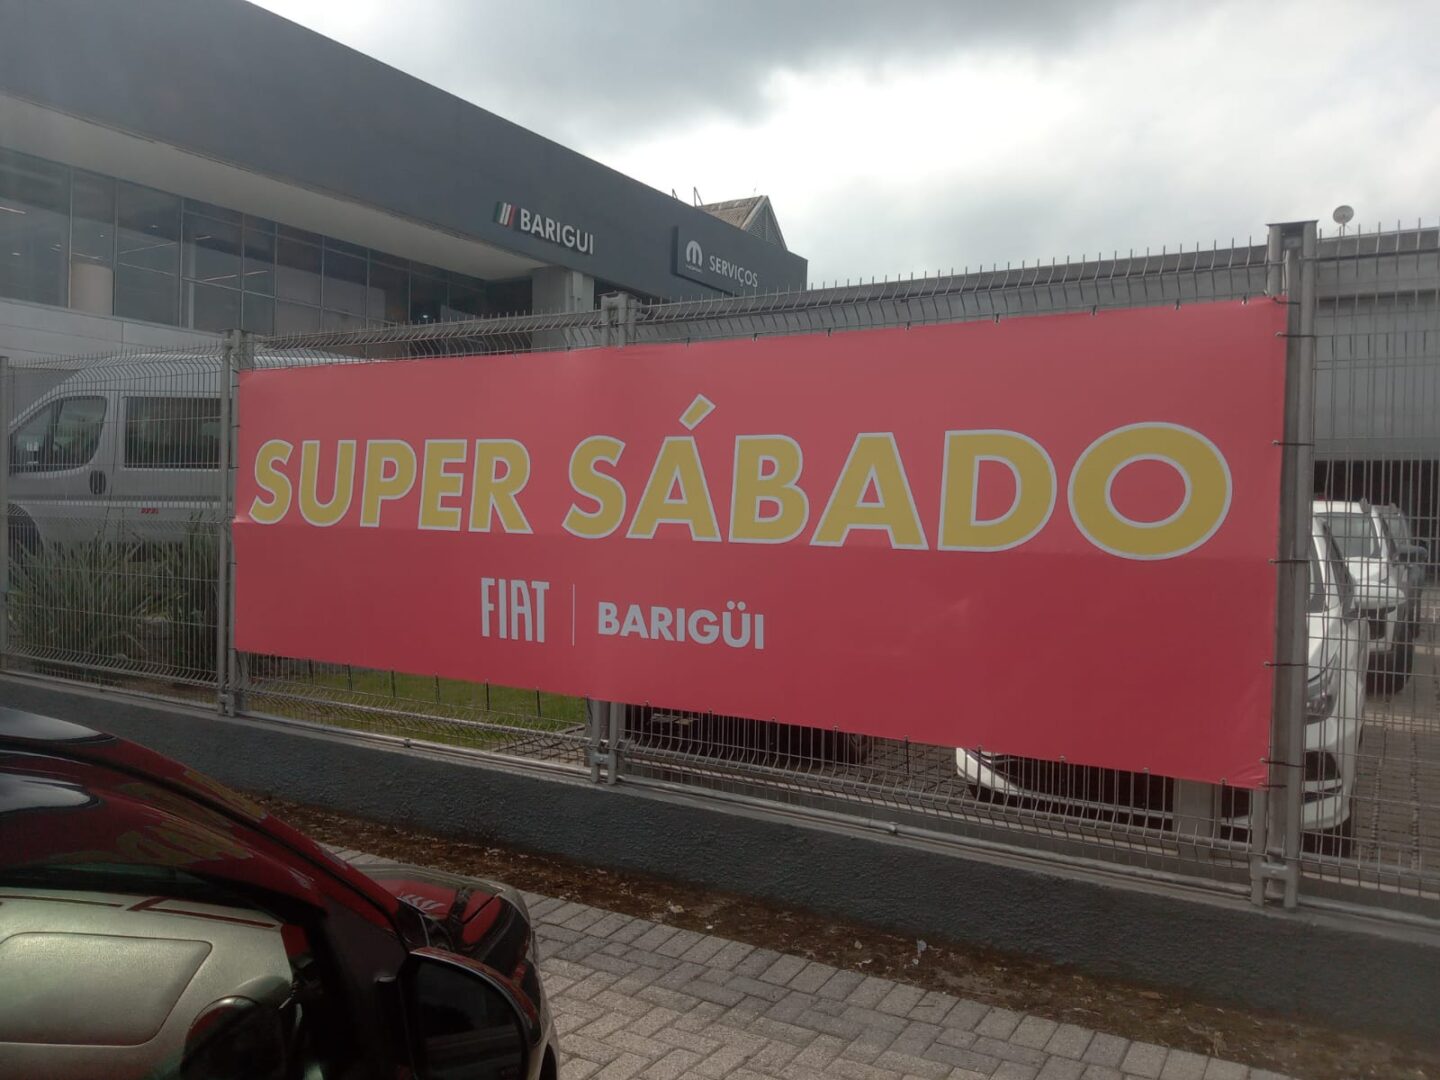 BARIGUI
SERVIÇOS
SUPER SÁBADO
FIAT BARIGÜI